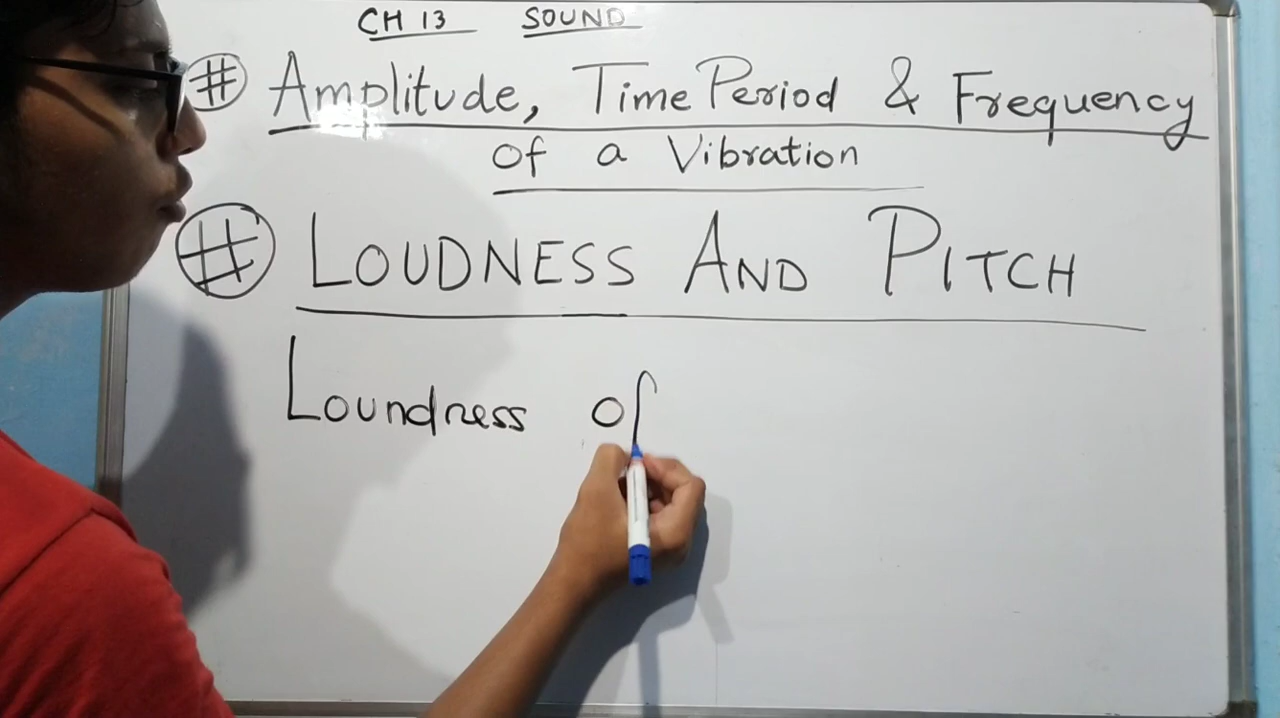 CH 13 SOUND
# Amplitude, Time Period & Frequency
of a Vibration
# LOUDNESS AND PITCH
Loundness of